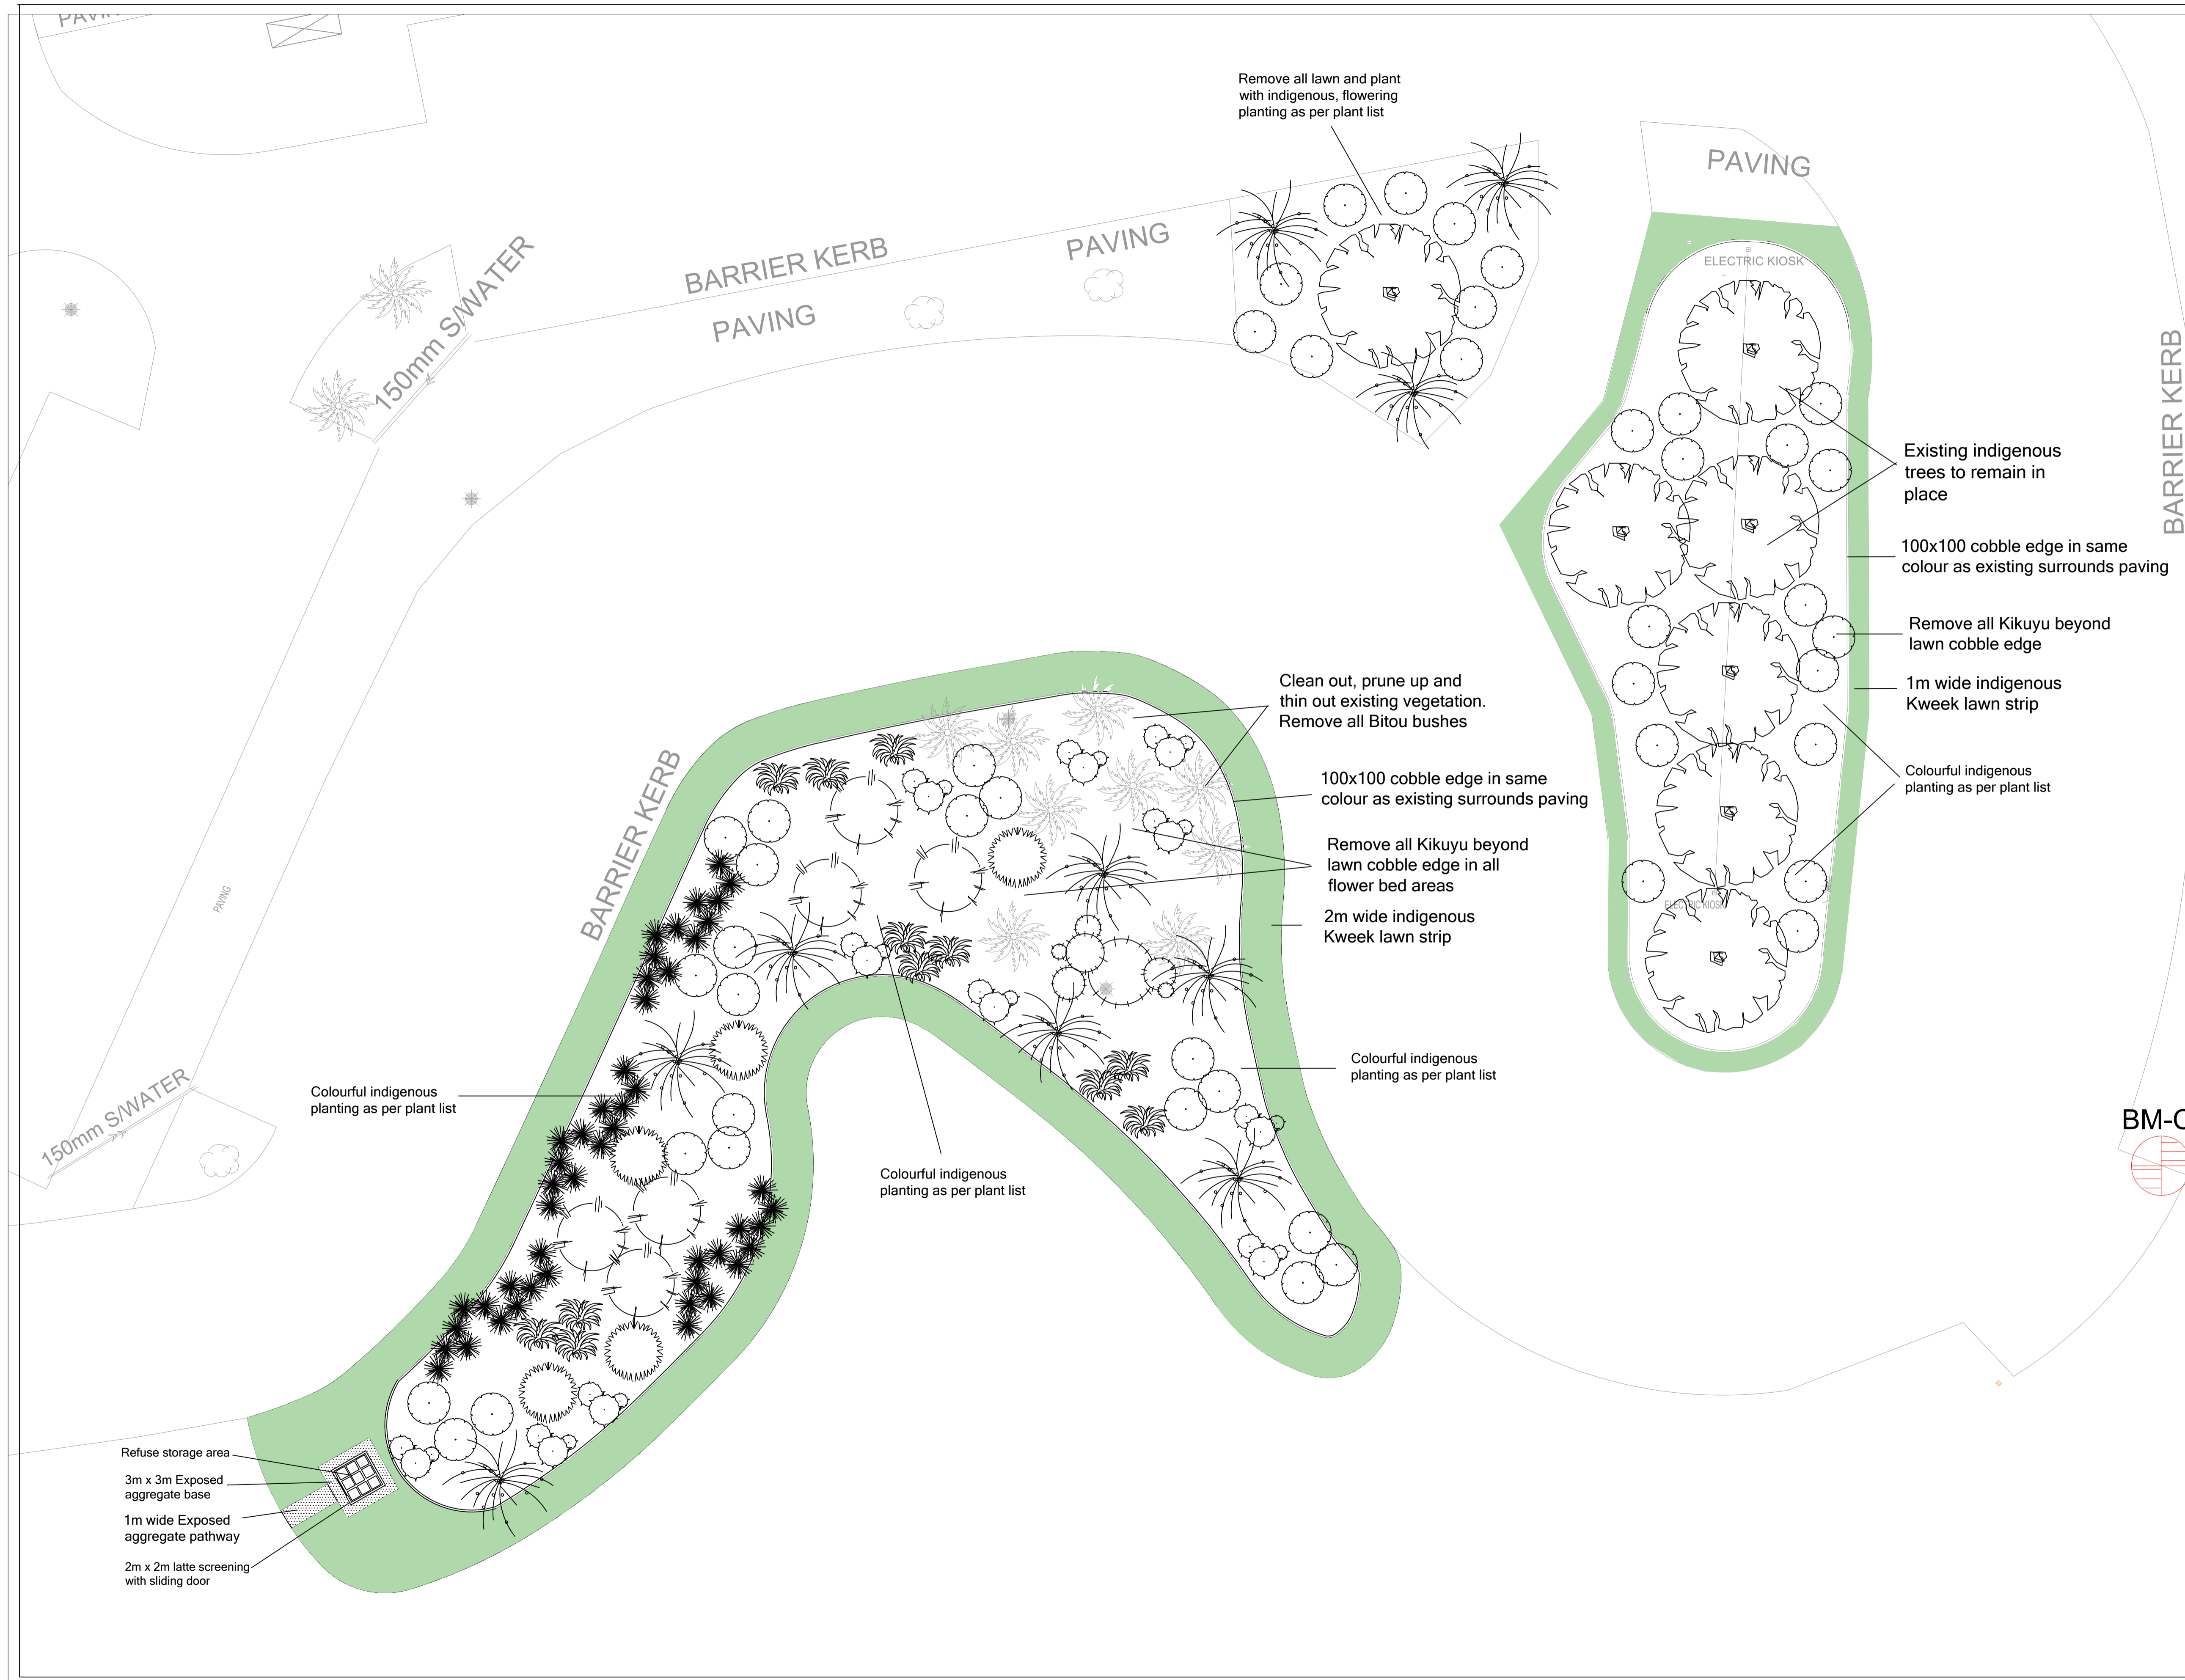 Remove all lawn and plant
with indigenous, flowering
planting as per plant list
PAVING
ELECTRIC KIOSK
150mm S/WATER
BARRIER KERB
PAVING
PAVING
BARRIER KERB
Existing indigenous
trees to remain in
place
100x100 cobble edge in same
colour as existing surrounds paving
Remove all Kikuyu beyond
lawn cobble edge
1m wide indigenous
Kweek lawn strip
Colourful indigenous
planting as per plant list
ELECTRIC KIOSK
Clean out, prune up and
thin out existing vegetation.
Remove all Bitou bushes
100x100 cobble edge in same
colour as existing surrounds paving
Remove all Kikuyu beyond
lawn cobble edge in all
flower bed areas
2m wide indigenous
Kweek lawn strip
BARRIER KERB
PAVING
Colourful indigenous
planting as per plant list
Colourful indigenous
planting as per plant list
150mm S/WATER
Colourful indigenous
planting as per plant list
Refuse storage area
3m x 3m Exposed
aggregate base
1m wide Exposed
aggregate pathway
2m x 2m latte screening
with sliding door